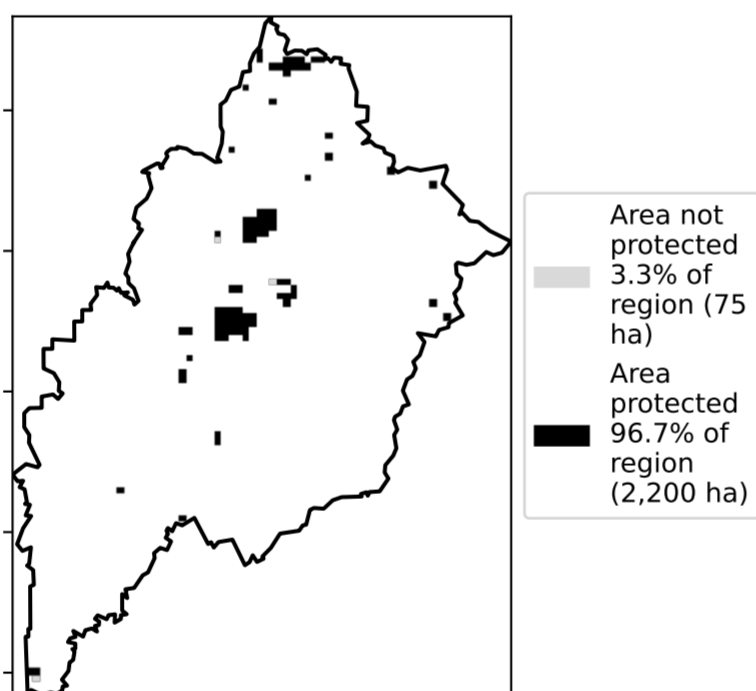 Area not
protected
3.3% of
region (75
ha)
Area
protected
96.7% of
region
(2,200 ha)